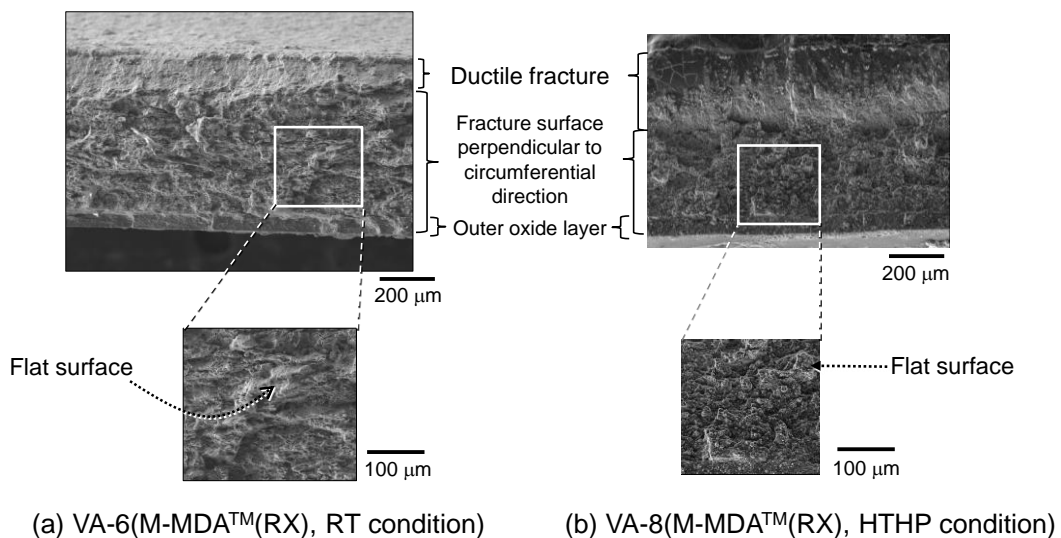 Ductile fracture
Fracture surface
perpendicular to
circumferential
direction
Outer oxide layer
200 μm
200 μm
Flat surface
Flat surface
100 μm
100 μm
(a) VA-6(M-MDA™(RX), RT condition)
(b) VA-8(M-MDA™(RX), HTHP condition)